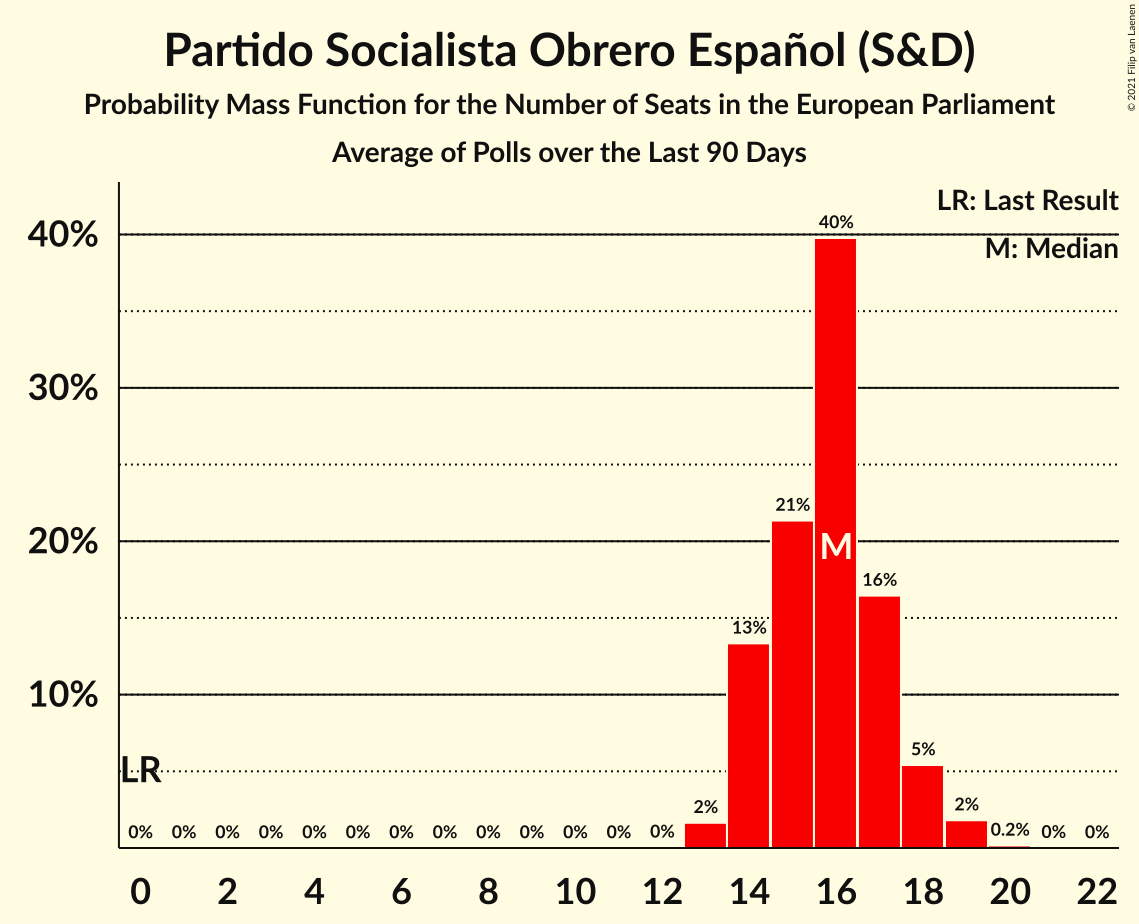 Partido Socialista Obrero Español (S&D)
Probability Mass Function for the Number of Seats in the European Parliament
Average of Polls over the Last 90 Days
© 2021 Filip van Laenen
LR: Last Result
M: Median
40%
30%
20%
10%
LR
0% 0% 0% 0% 0% 0% 0% 0% 0% 0% 0% 0% 0% 2% 13% 21% 40% 16% 5% 2% 0.2% 0% 0%
M
0 2 4 6 8 10 12 14 16 18 20 22